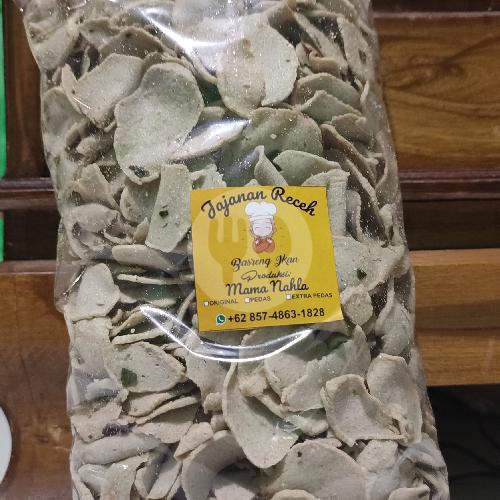 Jajanan Receh
Basreng Ikan
Produksi:
Mama Nahla
ORIGINAL PEDAS EXTRA PEDAS
+62 857-4863-1828